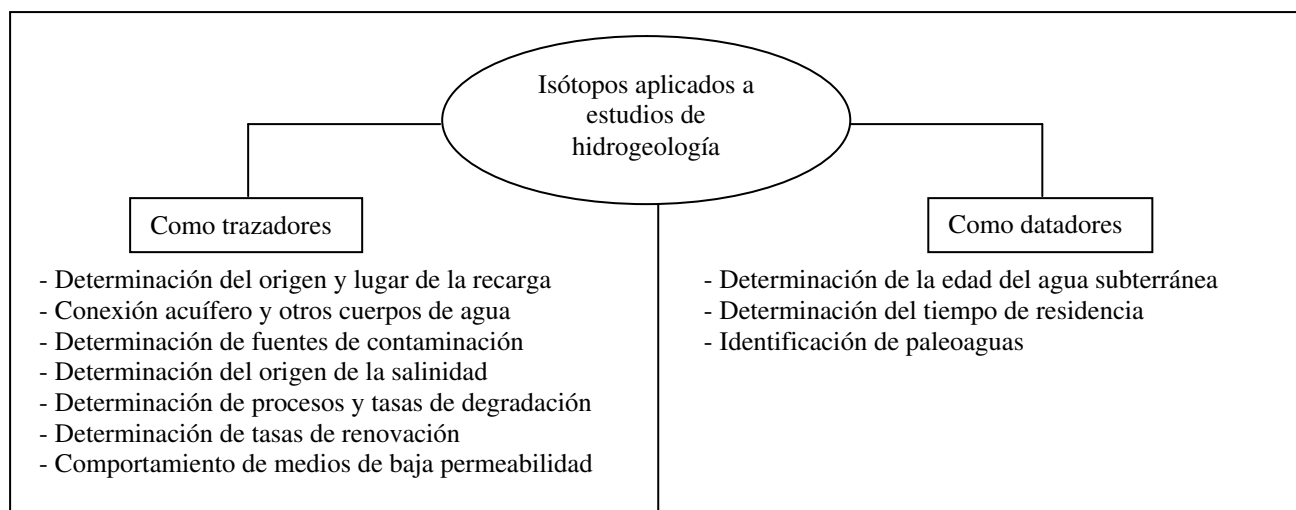 Isótopos aplicados a
estudios de
hidrogeología
Como trazadores
- Determinación del origen y lugar de la recarga
- Conexión acuífero y otros cuerpos de agua
- Determinación de fuentes de contaminación
- Determinación del origen de la salinidad
- Determinación de procesos y tasas de degradación
- Determinación de tasas de renovación
- Comportamiento de medios de baja permeabilidad
Como datadores
- Determinación de la edad del agua subterránea
- Determinación del tiempo de residencia
- Identificación de paleoaguas